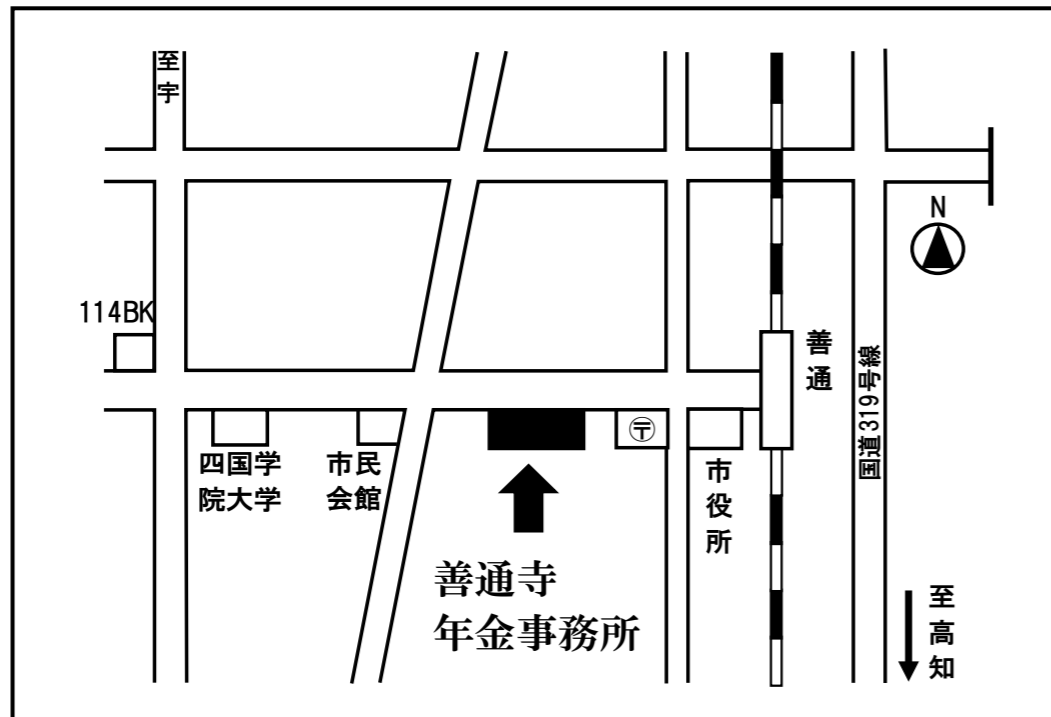 至宇
N
114BK
善通
国道319号線
〒
四国学
院大学
市民
会館
市役所
善通寺
年金事務所
至高知